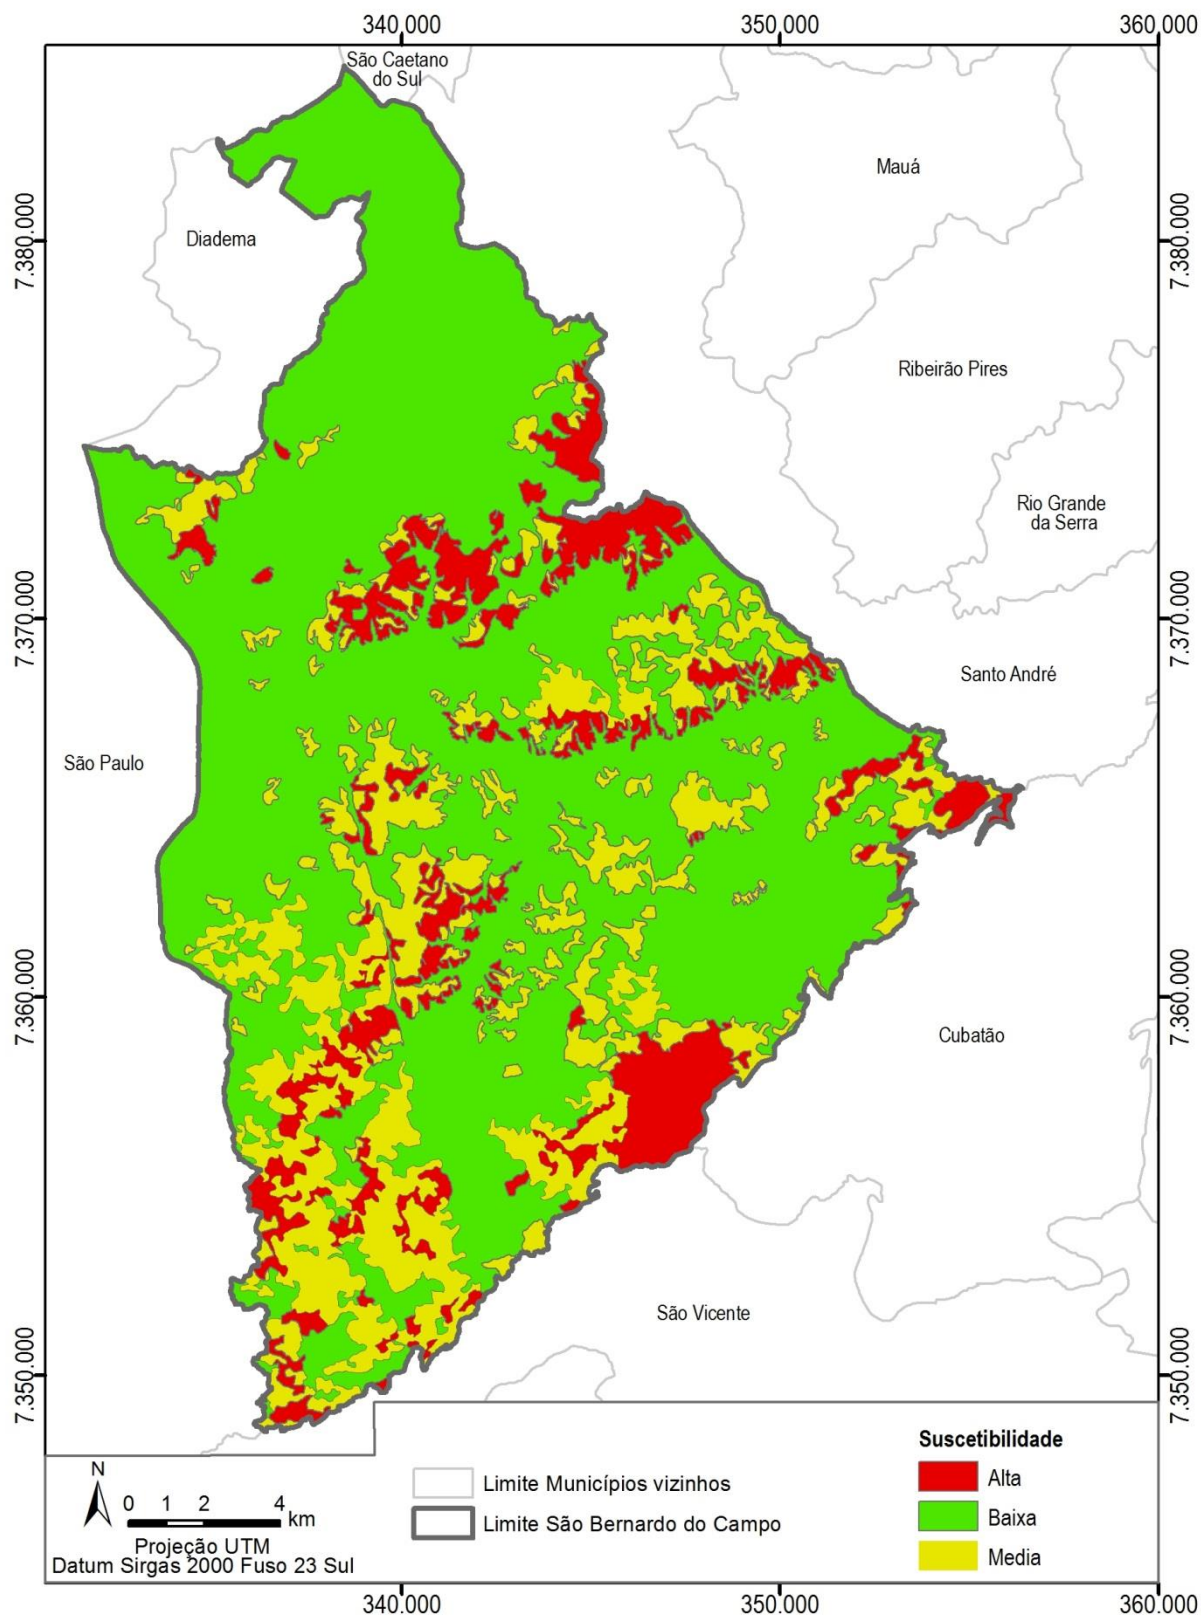 340.000
350.000
360.000
São Caetano
do Sul
Mauá
Diadema
7.380.000
7.380.000
Ribeirão Pires
Rio Grande
da Serra
7.370.000
7.370.000
Santo André
São Paulo
7.360.000
7.360.000
Cubatão
São Vicente
7.350.000
7.350.000
Suscetibilidade
Alta
Baixa
Media
Limite Municípios vizinhos
Limite São Bernardo do Campo
N
0 1 2 4
km
Projeção UTM
Datum Sirgas 2000 Fuso 23 Sul
340.000
350.000
360.000